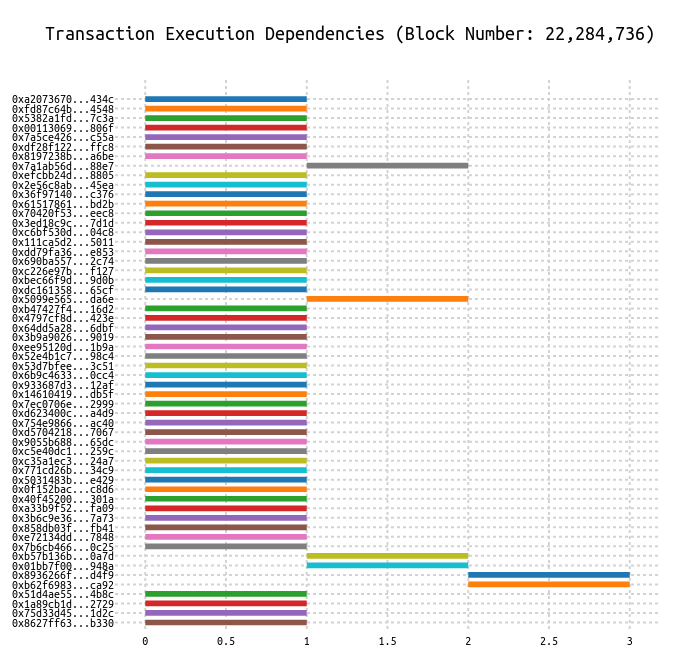 Transaction Execution Dependencies (Block Number: 22,284,736)
0xa2073670...434c
0xfd87c64b...4548
0x5382a1fd...7c3a
0x00113069...806f
0x7a5ce426...c55a
0xdf28f122...ffc8
0x8197238b...a6be
0x7a1ab56d...88e7
0xefcbb24d...8805
0x2e56c8ab...45ea
0x36f97140...c376
0x61517861...bd2b
0x70420f53...eec8
0x3ed18c9c...7d1d
0xc6bf530d...04c8
0x111ca5d2...5011
0xdd79fa36...e853
0x690ba557...2c74
0xc226e97b...f127
0xbec66f9d...9d0b
0xdc161358...65cf
0x5099e565...da6e
0xb47427f4...16d2
0x4797cf8d...423e
0x64dd5a28...6dbf
0x3b9a9026...9019
0xee95120d...1b9a
0x52e4b1c7...98c4
0x53d7bfee...3c51
0x6b9c4633...0cc4
0x933687d3...12af
0x14610419...db5f
0x7ec0706e...2999
0xd623400c...a4d9
0x754e9866...ac40
0xd5704218...7067
0x9055b688...65dc
0xc5e40dc1...259c
0xc35a1ec3...24a7
0x771cd26b...34c9
0x5031483b...e429
0x0f152bac...c8d6
0x40f45200...301a
0xa33b9f52...fa09
0x3b6c9e36...7a73
0x858db03f...fb41
0xe72134dd...7848
0x7b6cb466...0c25
0xb57b136b...0a7d
0x01bb7f00...948a
0x8936266f...d4f9
0xb62f6983...ca92
0x51d4ae55...4b8c
0x1a89cb1d...2729
0x75d33d45...1d2c
0x8627ff63...b330
0 0.5 1 1.5 2 2.5 3